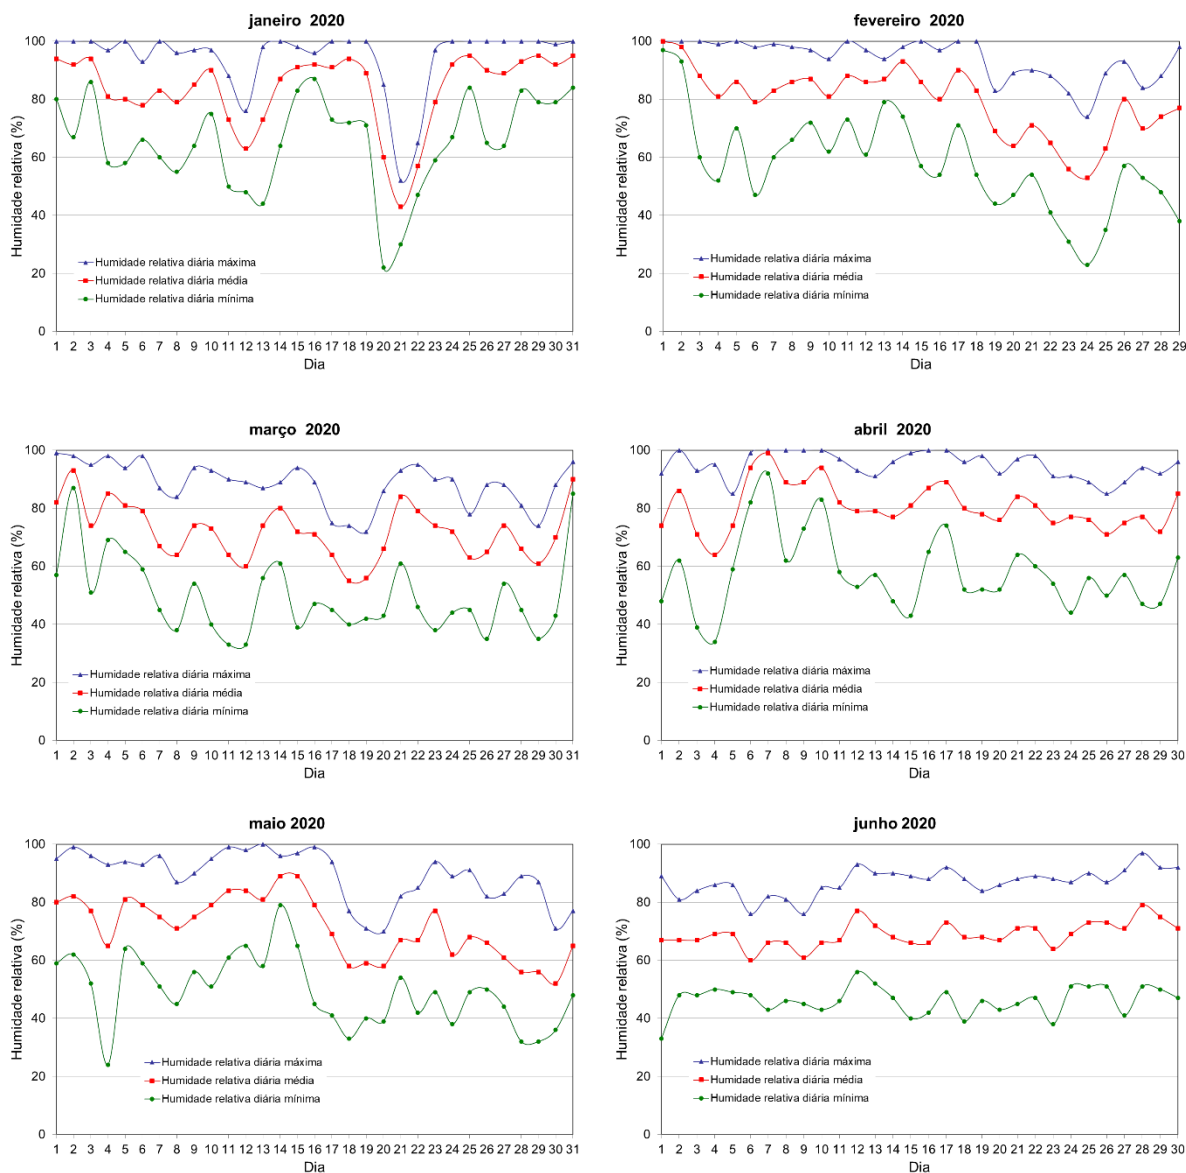 janeiro  2020
Humidade relativa (%)
100
80
60
40
20
0
Humidade relativa diária máxima
Humidade relativa diária média
Humidade relativa diária mínima
1 2 3 4 5 6 7 8 9 10 11 12 13 14 15 16 17 18 19 20 21 22 23 24 25 26 27 28 29 30 31
Dia
fevereiro  2020
Humidade relativa (%)
100
80
60
40
20
0
Humidade relativa diária máxima
Humidade relativa diária média
Humidade relativa diária mínima
1 2 3 4 5 6 7 8 9 10 11 12 13 14 15 16 17 18 19 20 21 22 23 24 25 26 27 28 29
Dia
março  2020
Humidade relativa (%)
100
80
60
40
20
0
Humidade relativa diária máxima
Humidade relativa diária média
Humidade relativa diária mínima
1 2 3 4 5 6 7 8 9 10 11 12 13 14 15 16 17 18 19 20 21 22 23 24 25 26 27 28 29 30 31
Dia
abril  2020
Humidade relativa (%)
100
80
60
40
20
0
Humidade relativa diária máxima
Humidade relativa diária média
Humidade relativa diária mínima
1 2 3 4 5 6 7 8 9 10 11 12 13 14 15 16 17 18 19 20 21 22 23 24 25 26 27 28 29 30
Dia
maio 2020
Humidade relativa (%)
100
80
60
40
20
0
Humidade relativa diária máxima
Humidade relativa diária média
Humidade relativa diária mínima
1 2 3 4 5 6 7 8 9 10 11 12 13 14 15 16 17 18 19 20 21 22 23 24 25 26 27 28 29 30 31
Dia
junho 2020
Humidade relativa (%)
100
80
60
40
20
0
Humidade relativa diária máxima
Humidade relativa diária média
Humidade relativa diária mínima
1 2 3 4 5 6 7 8 9 10 11 12 13 14 15 16 17 18 19 20 21 22 23 24 25 26 27 28 29 30
Dia